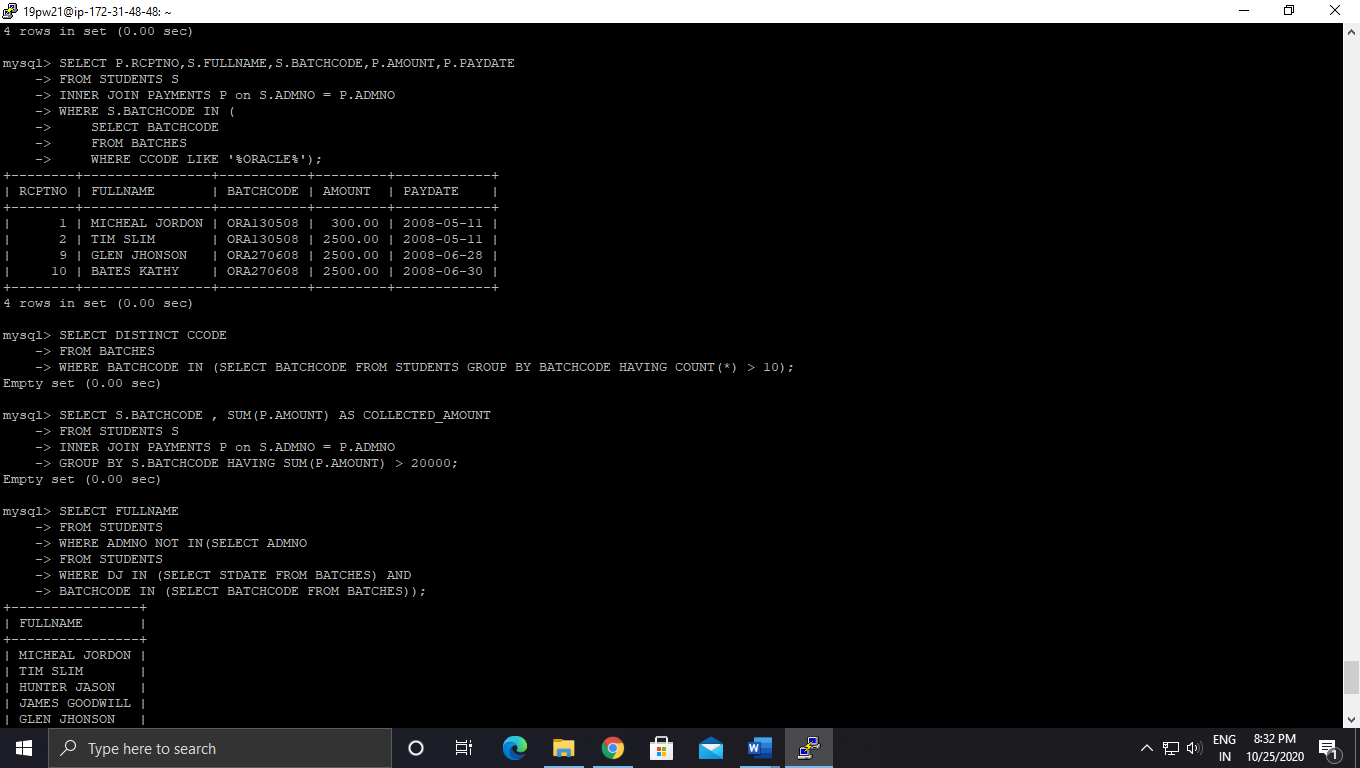 19pw21@ip-172-31-48-48: ~
4 rows in set (0.00 sec)
mysql> SELECT P.RCPTNO,S.FULLNAME,S.BATCHCODE,P.AMOUNT,P.PAYDATE
    -> FROM STUDENTS S
    -> INNER JOIN PAYMENTS P on S.ADMNO = P.ADMNO
    -> WHERE S.BATCHCODE IN (
    ->     SELECT BATCHCODE
    ->     FROM BATCHES
    ->     WHERE CCODE LIKE '%ORACLE%');
+--------+----------------+-----------+---------+------------+
| RCPTNO | FULLNAME       | BATCHCODE | AMOUNT  | PAYDATE    |
+--------+----------------+-----------+---------+------------+
|      1 | MICHEAL JORDON | ORA130508 |  300.00 | 2008-05-11 |
|      2 | TIM SLIM       | ORA130508 | 2500.00 | 2008-05-11 |
|      9 | GLEN JHONSON   | ORA270608 | 2500.00 | 2008-06-28 |
|     10 | BATES KATHY    | ORA270608 | 2500.00 | 2008-06-30 |
+--------+----------------+-----------+---------+------------+
4 rows in set (0.00 sec)
mysql> SELECT DISTINCT CCODE
    -> FROM BATCHES
    -> WHERE BATCHCODE IN (SELECT BATCHCODE FROM STUDENTS GROUP BY BATCHCODE HAVING COUNT(*) > 10);
Empty set (0.00 sec)
mysql> SELECT S.BATCHCODE , SUM(P.AMOUNT) AS COLLECTED_AMOUNT
    -> FROM STUDENTS S
    -> INNER JOIN PAYMENTS P on S.ADMNO = P.ADMNO
    -> GROUP BY S.BATCHCODE HAVING SUM(P.AMOUNT) > 20000;
Empty set (0.00 sec)
mysql> SELECT FULLNAME
    -> FROM STUDENTS
    -> WHERE ADMNO NOT IN(SELECT ADMNO
    -> FROM STUDENTS
    -> WHERE DJ IN (SELECT STDATE FROM BATCHES) AND
    -> BATCHCODE IN (SELECT BATCHCODE FROM BATCHES));
+----------------+
| FULLNAME       |
+----------------+
| MICHEAL JORDON |
| TIM SLIM       |
| HUNTER JASON   |
| JAMES GOODWILL |
| GLEN JHONSON   |
Type here to search
W
ENG
IN
8:32 PM
10/25/2020
1